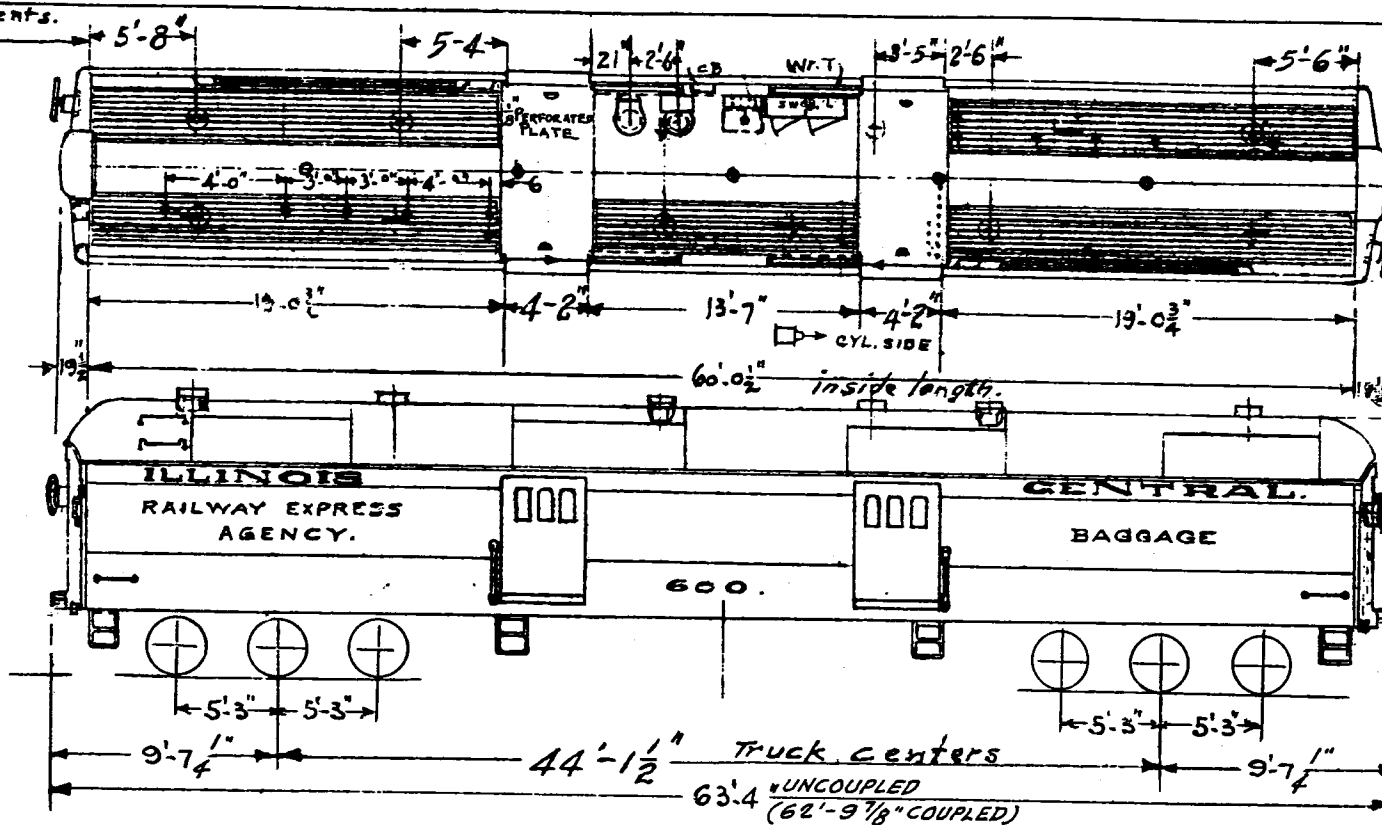 ents.
5'-8"
5-4
21"
2'-6"
CB
Wr.T.
3'-5"
2'-6"
5'-6"
PERFORATED
PLATE
4'-0"
3'-0"
3'-0"
4'-0"
6
19'-0¾"
4-2"
13'-7"
4'-2"
19'-0¾"
CYL. SIDE
19½"
60'-0½" inside length.
ILLINOIS
RAILWAY EXPRESS
AGENCY.
CENTRAL.
BAGGAGE
600.
5'-3"
5'-3"
5'-3"
5'-3"
9'-7¼"
44'-1½" Truck centers
9'-7¼"
63'-4" UNCOUPLED
(62'-9⅞" COUPLED)